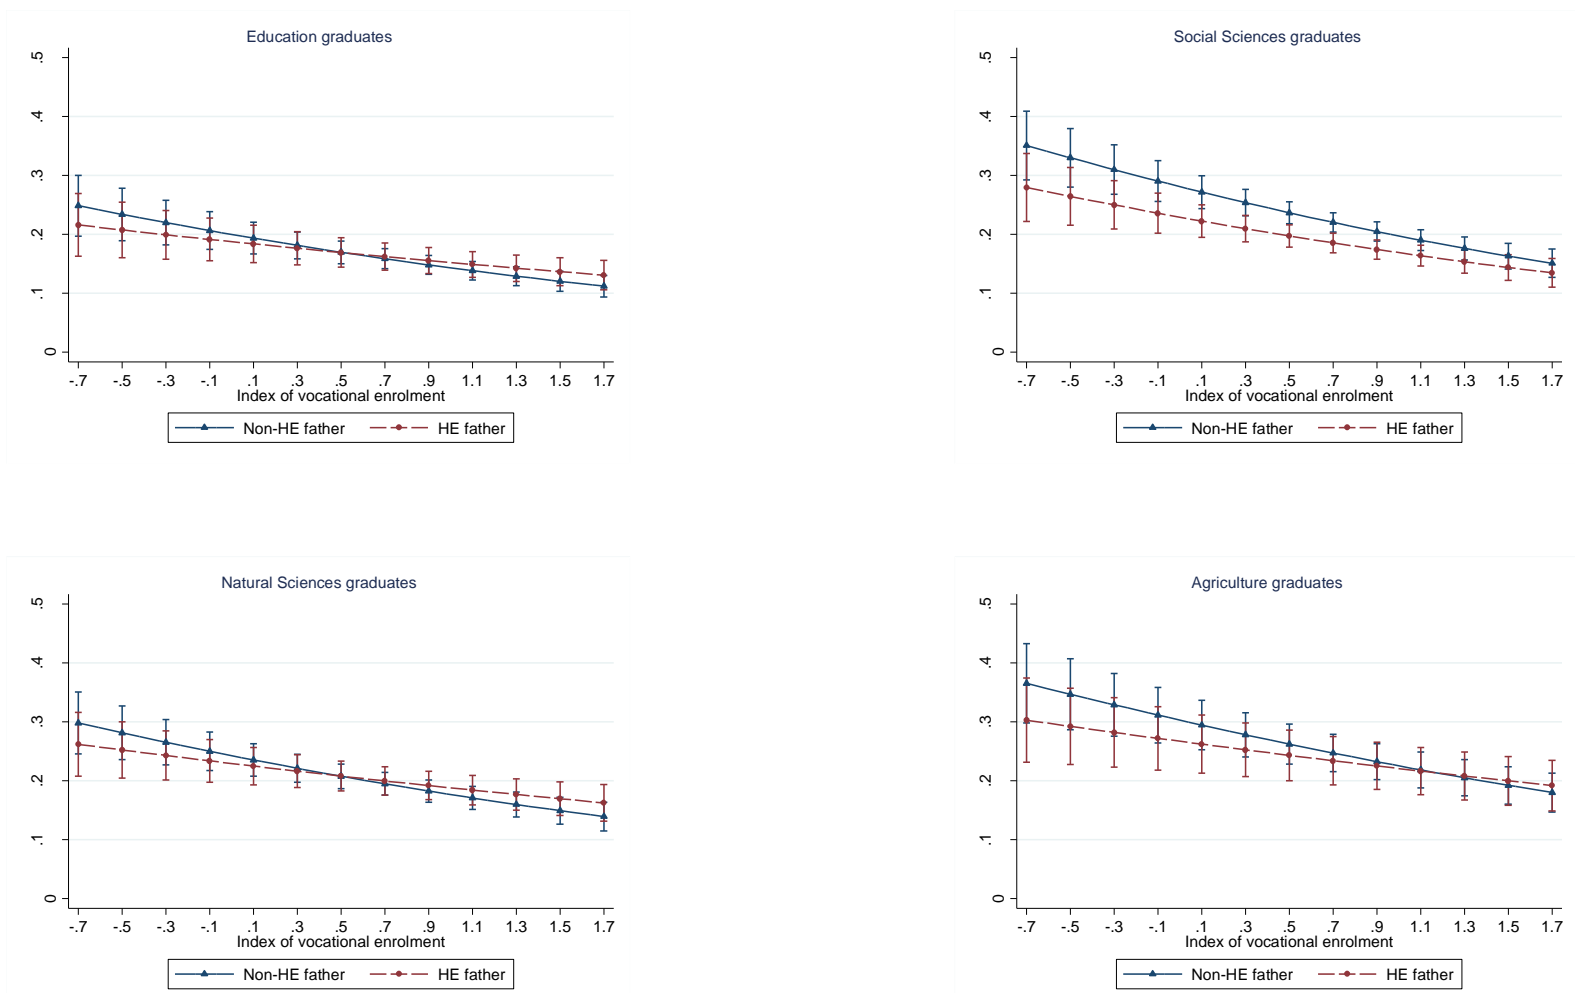 Education graduates
.5
.4
.3
.2
.1
0
-.7 -.5 -.3 -.1 .1 .3 .5 .7 .9 1.1 1.3 1.5 1.7
Index of vocational enrolment
Non-HE father HE father
Social Sciences graduates
.5
.4
.3
.2
.1
0
-.7 -.5 -.3 -.1 .1 .3 .5 .7 .9 1.1 1.3 1.5 1.7
Index of vocational enrolment
Non-HE father HE father
Natural Sciences graduates
.5
.4
.3
.2
.1
0
-.7 -.5 -.3 -.1 .1 .3 .5 .7 .9 1.1 1.3 1.5 1.7
Index of vocational enrolment
Non-HE father HE father
Agriculture graduates
.5
.4
.3
.2
.1
0
-.7 -.5 -.3 -.1 .1 .3 .5 .7 .9 1.1 1.3 1.5 1.7
Index of vocational enrolment
Non-HE father HE father